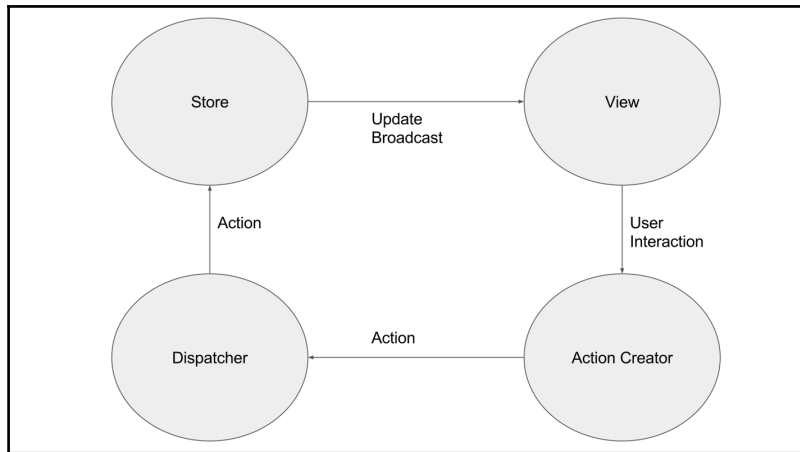 Store
View
Update
Broadcast
Action
User
Interaction
Action
Dispatcher
Action Creator